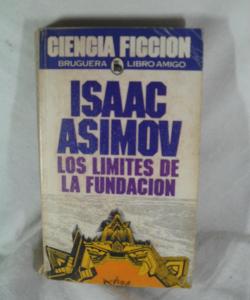 CIENCIA FICCION
BRUGUERA LIBRO AMIGO
ISAAC
ASIMOV
LOS LIMITES DE
LA FUNDACION